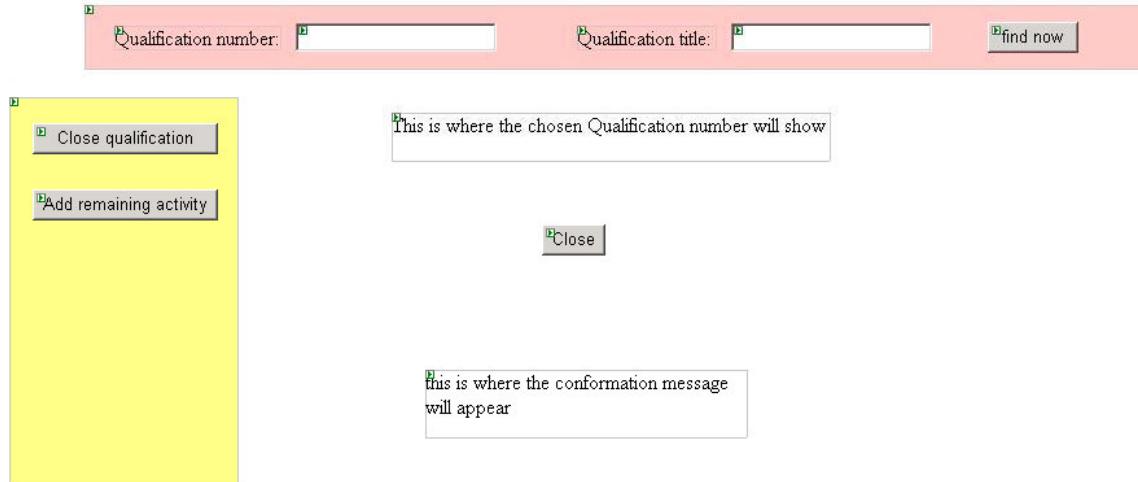 Qualification number:
Qualification title:
find now
Close qualification
This is where the chosen Qualification number will show
Add remaining activity
Close
this is where the conformation message
will appear